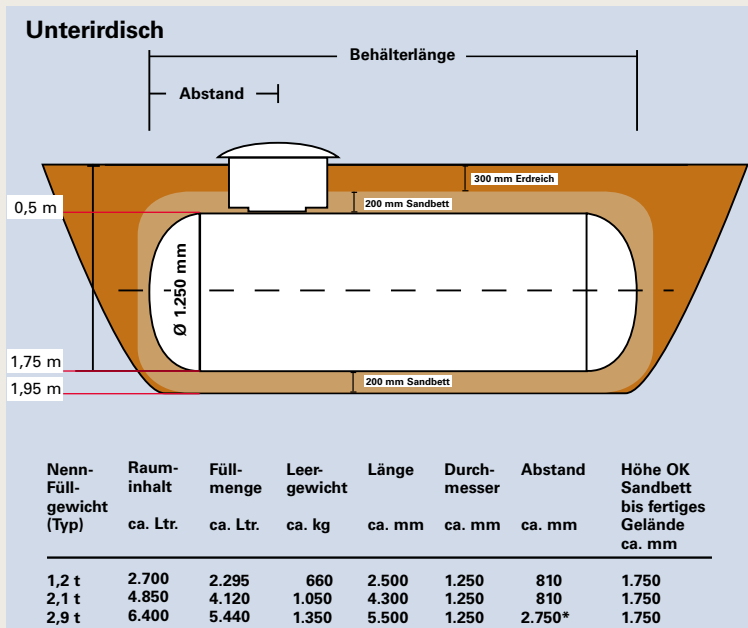 Unterirdisch
Behälterlänge
Abstand
300 mm Erdreich
200 mm Sandbett
0,5 m
Ø 1.250 mm
1,75 m
200 mm Sandbett
1,95 m
Nenn-Füll-gewicht (Typ) Raum-inhalt ca. Ltr. Füll-menge ca. Ltr. Leer-gewicht ca. kg Länge ca. mm Durch-messer ca. mm Abstand ca. mm Höhe OK Sandbett bis fertiges Gelände ca. mm
1,2 t 2.700 2.295 660 2.500 1.250 810 1.750
2,1 t 4.850 4.120 1.050 4.300 1.250 810 1.750
2,9 t 6.400 5.440 1.350 5.500 1.250 2.750* 1.750